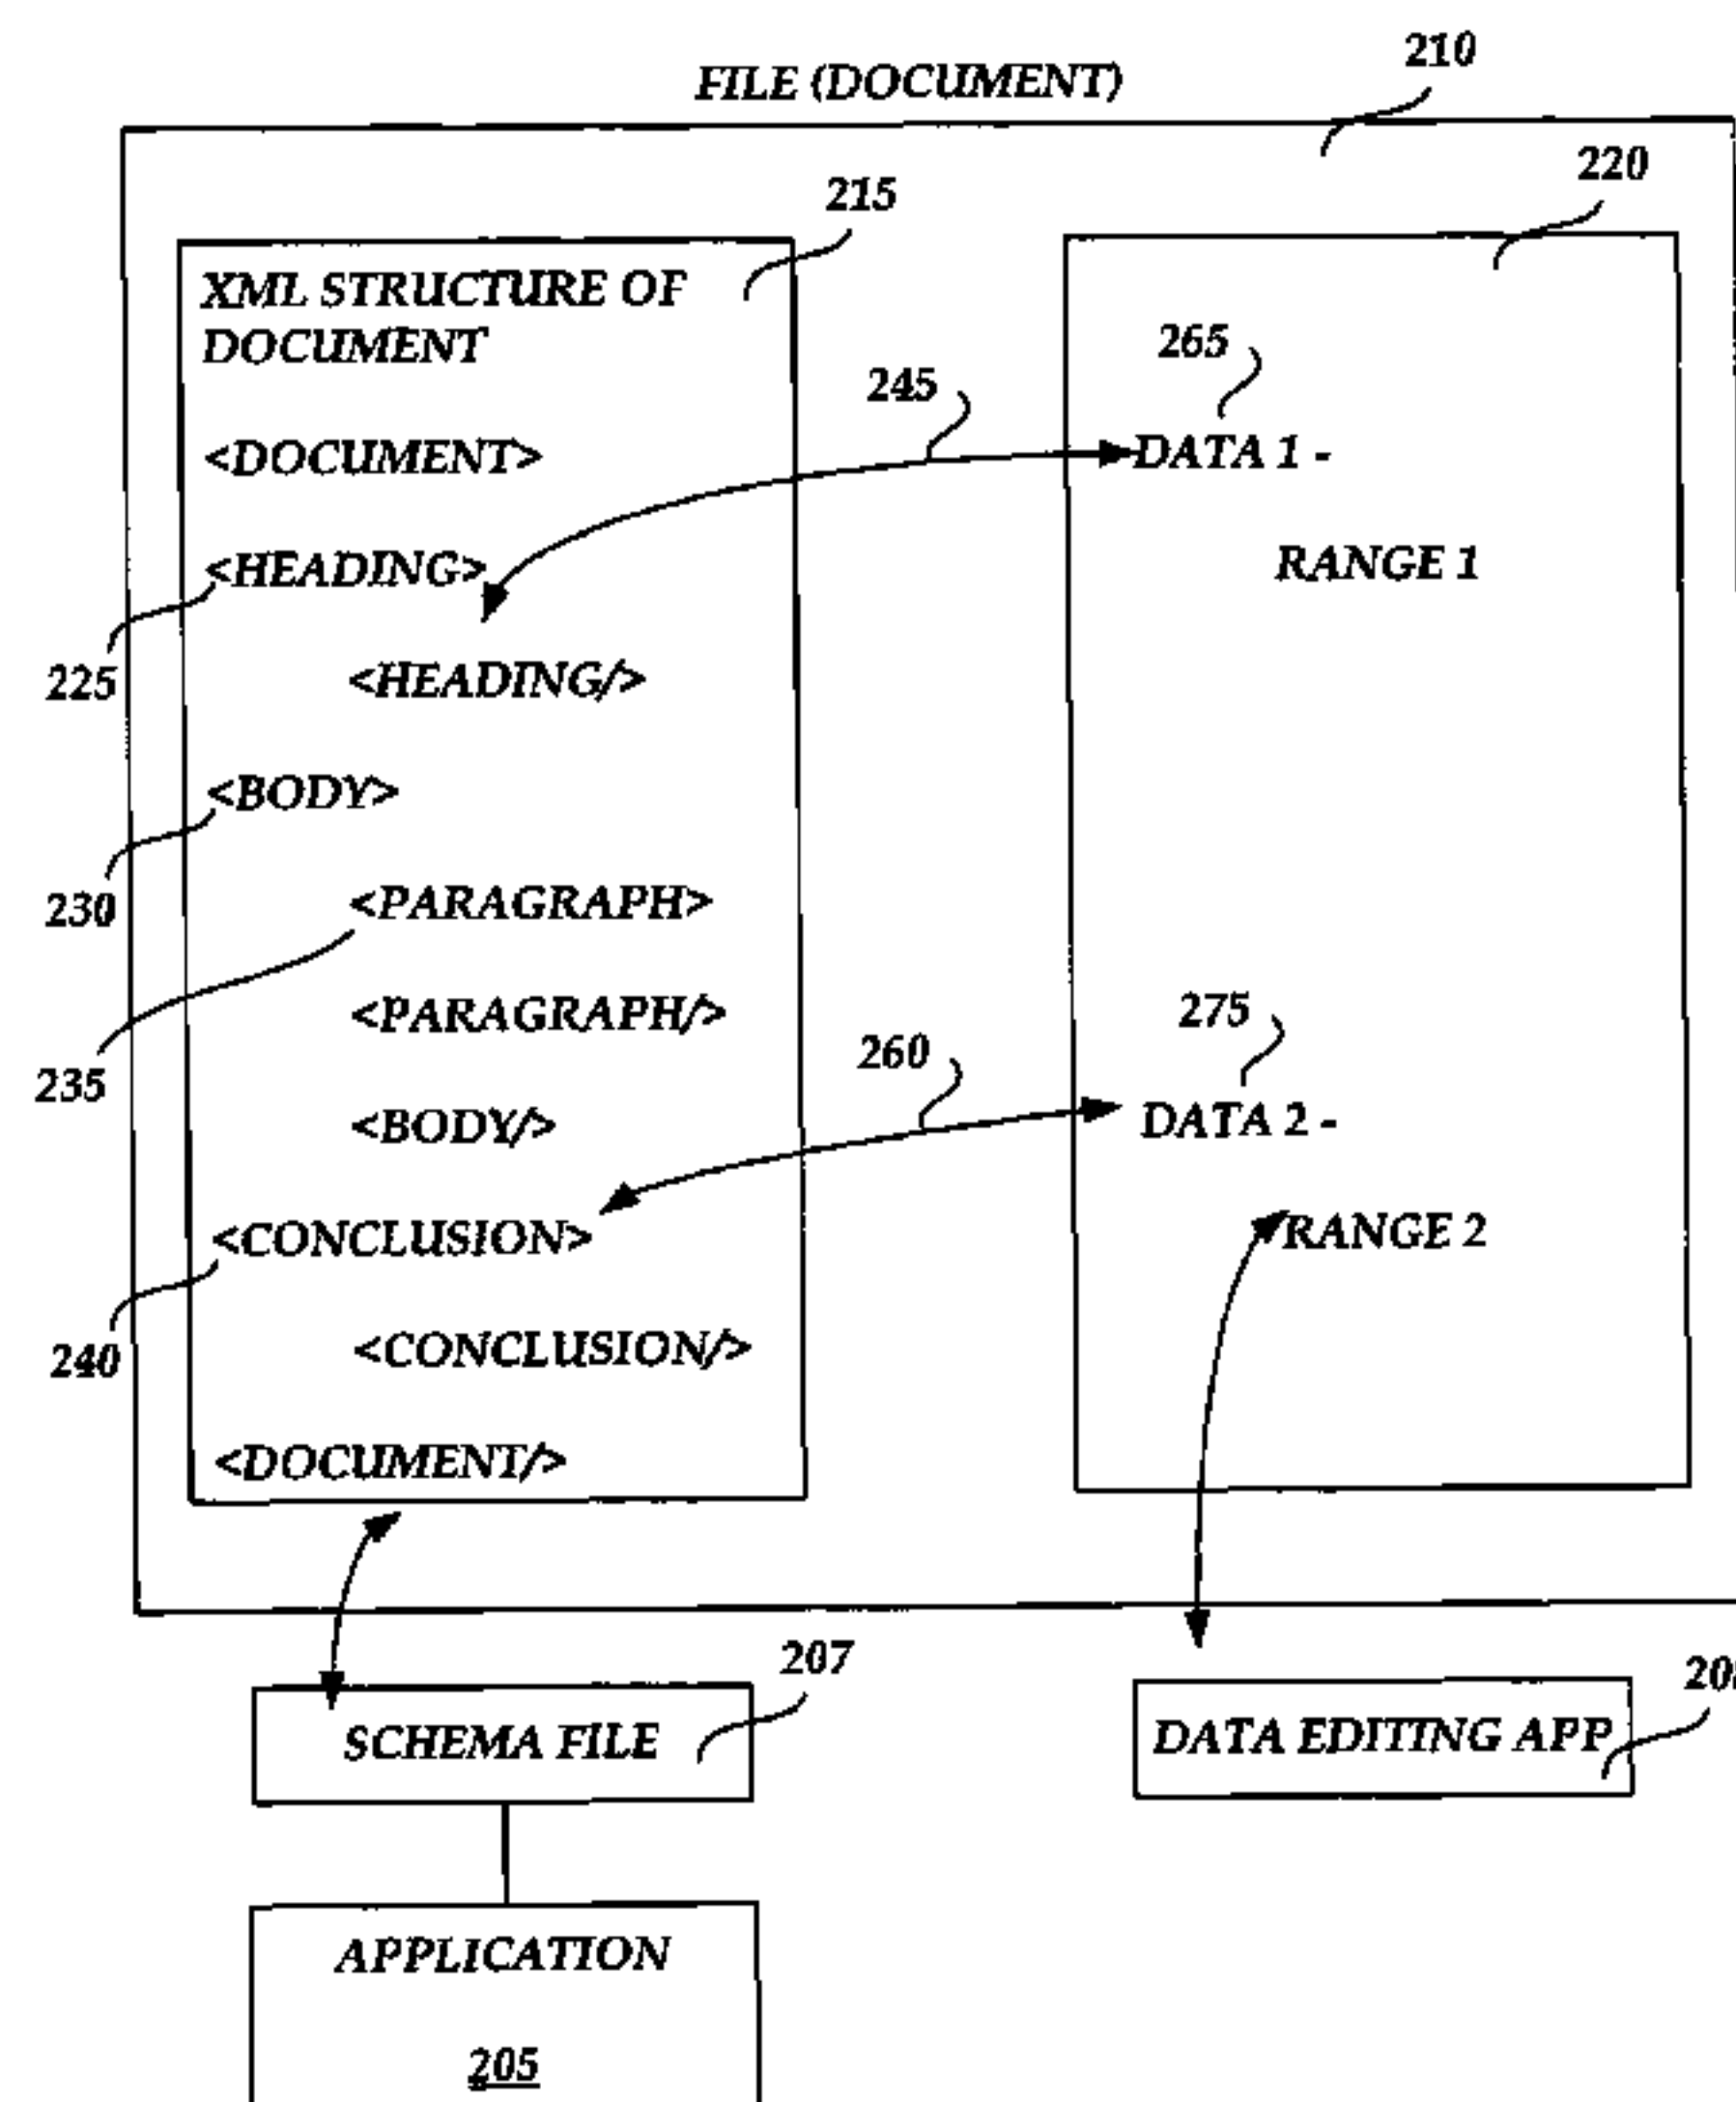 210
FILE (DOCUMENT)
220
215
XML STRUCTURE OF
DOCUMENT
265
245
<DOCUMENT>
DATA 1 -
<HEADING>
RANGE 1
225
<HEADING/>
<BODY>
230
<PARAGRAPH>
<PARAGRAPH/>
275
260
235
<BODY/>
DATA 2 -
<CONCLUSION>
RANGE 2
240
<CONCLUSION/>
<DOCUMENT/>
207
SCHEMA FILE
DATA EDITING APP
APPLICATION
205